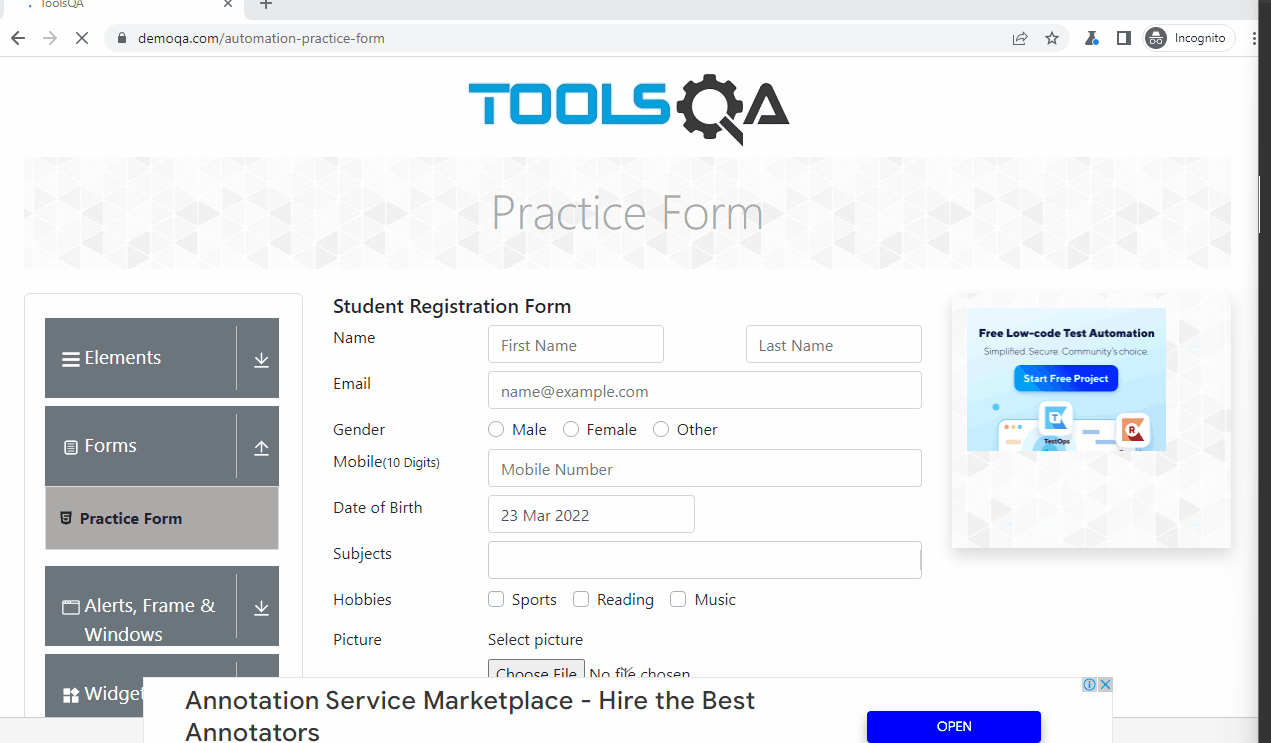 ToolsQA
demoqa.com/automation-practice-form
Incognito
TOOLSQA
Practice Form
Elements
Forms
Practice Form
Alerts, Frame &
Windows
Student Registration Form
Name
First Name
Last Name
Email
name@example.com
Gender
Male
Female
Other
Mobile(10 Digits)
Mobile Number
Date of Birth
23 Mar 2022
Subjects
Hobbies
Sports
Reading
Music
Picture
Select picture
Choose File No file chosen
Free Low-code Test Automation
Simplified. Secure. Community's choice.
Start Free Project
TestOps
Annotation Service Marketplace - Hire the Best
Annotators
OPEN